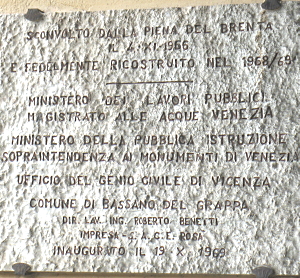 SCONVOLTO DALLA PIENA DEL BRENTA
IL 4.XI.1966
E FEDELMENTE RICOSTRUITO NEL 1968/69
MINISTERO DEI LAVORI PUBBLICI
MAGISTRATO ALLE ACQUE VENEZIA
MINISTERO DELLA PUBBLICA ISTRUZIONE
SOPRAINTENDENZA AI MONUMENTI DI VENEZIA
UFFICIO DEL GENIO CIVILE DI VICENZA
COMUNE DI BASSANO DEL GRAPPA
DIR. LAV. ING. ROBERTO BENETTI
IMPRESA - ROSA
INAUGURATO IL X 1969